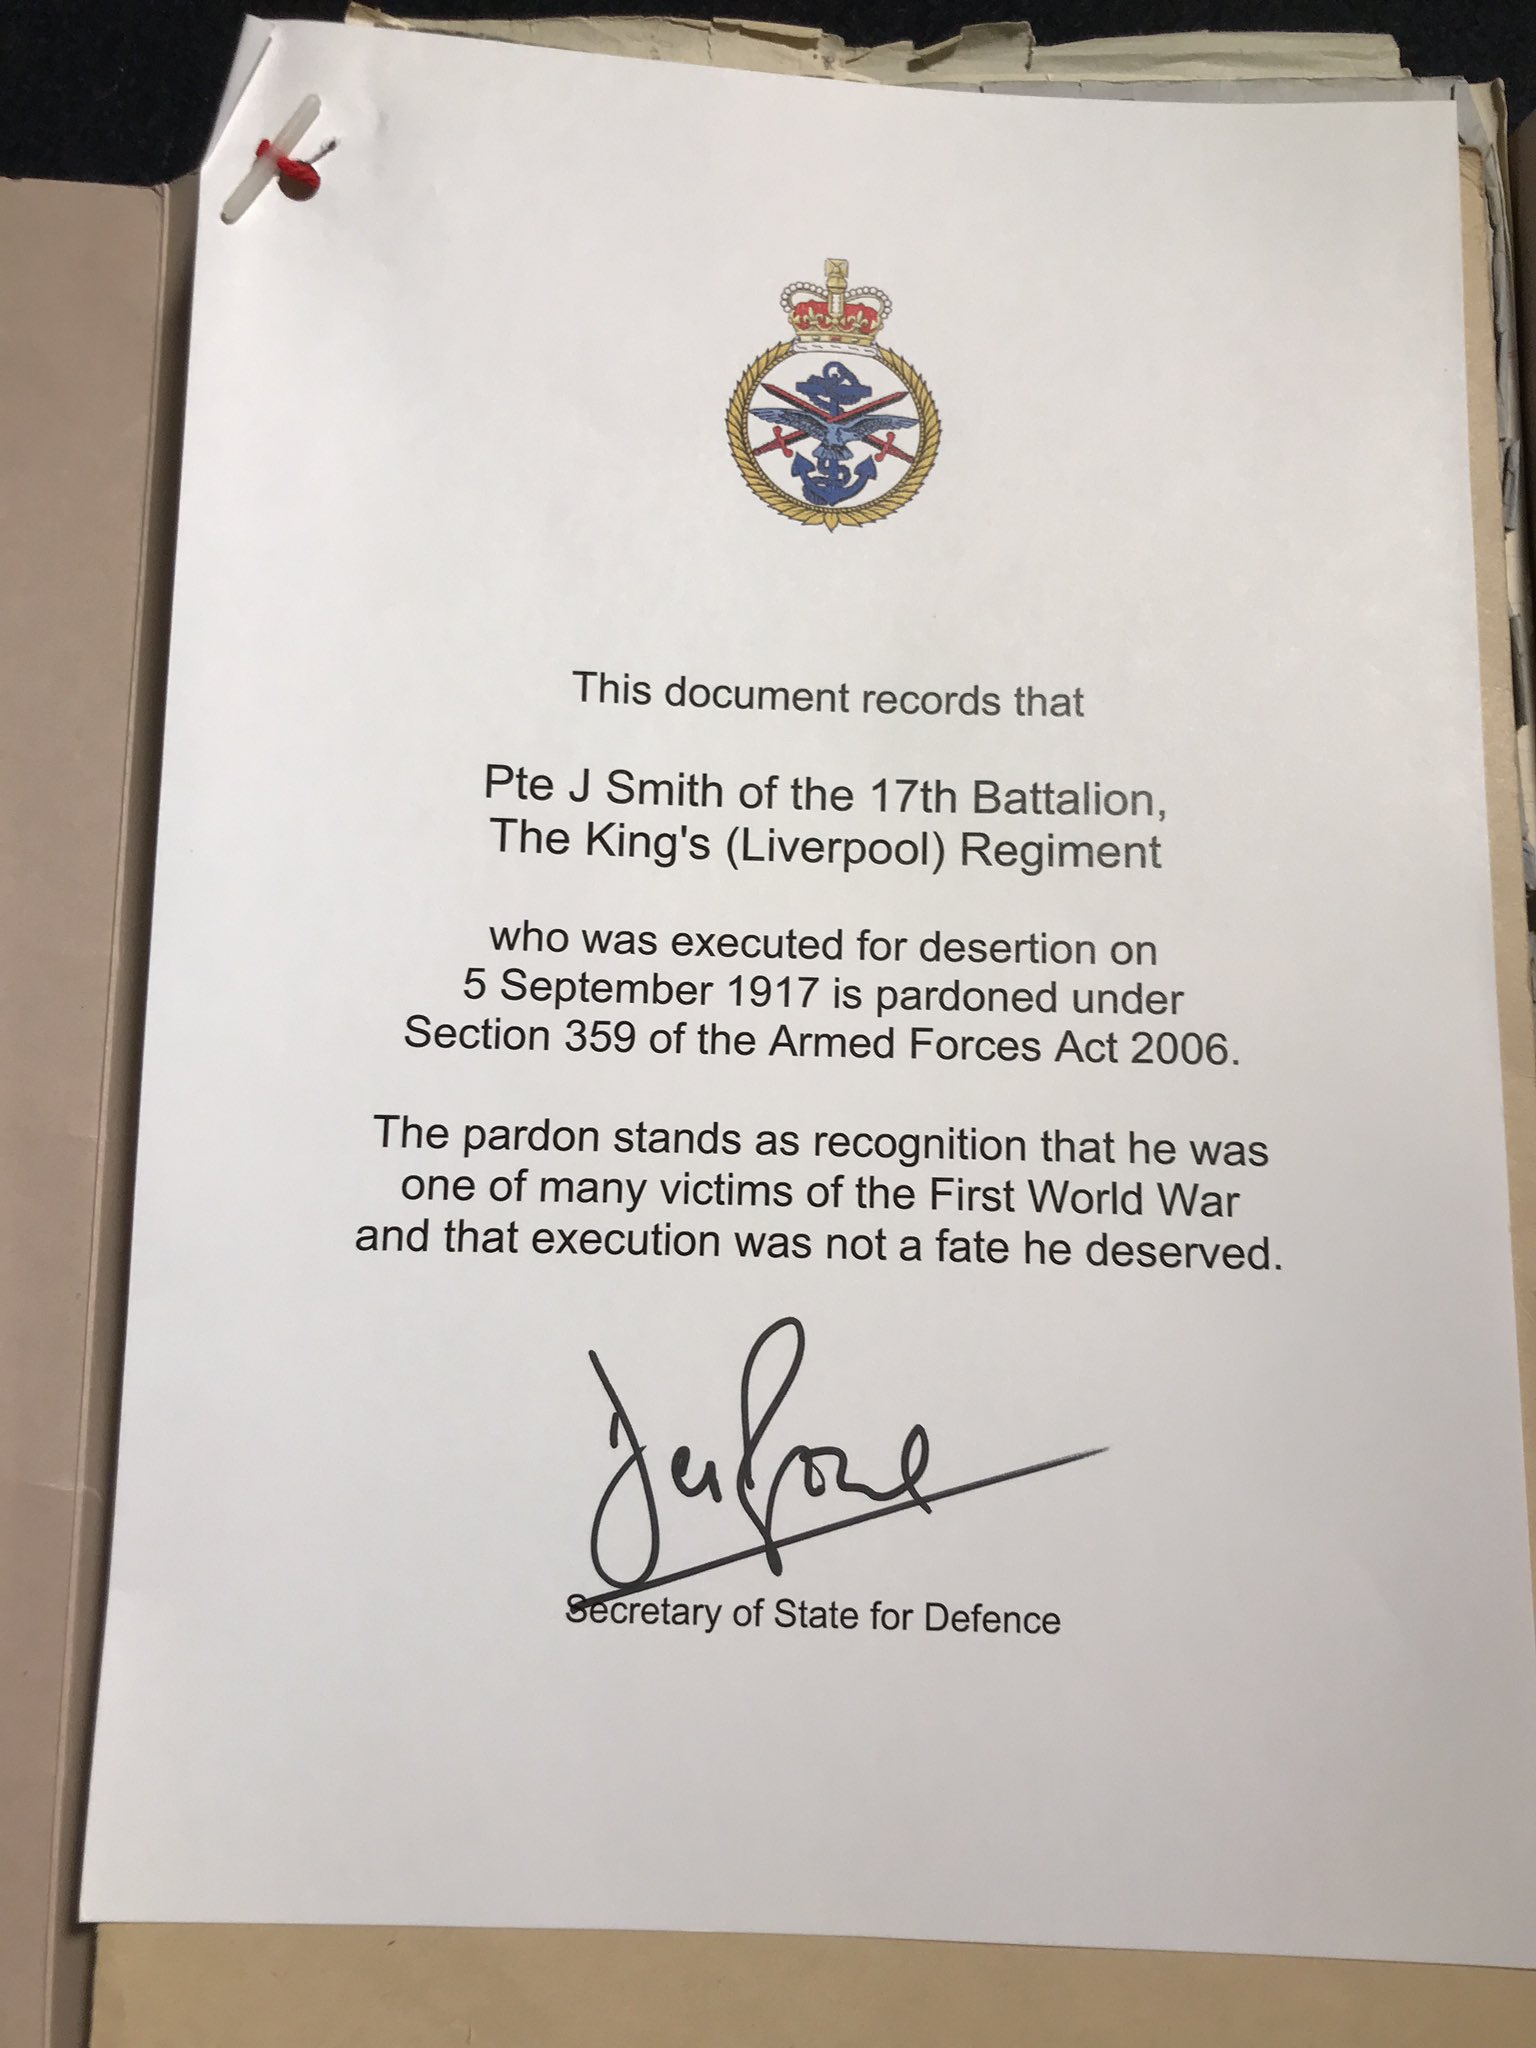 This document records that
Pte J Smith of the 17th Battalion,
The King's (Liverpool) Regiment
who was executed for desertion on
5 September 1917 is pardoned under
Section 359 of the Armed Forces Act 2006.
The pardon stands as recognition that he was
one of many victims of the First World War
and that execution was not a fate he deserved.
Secretary of State for Defence